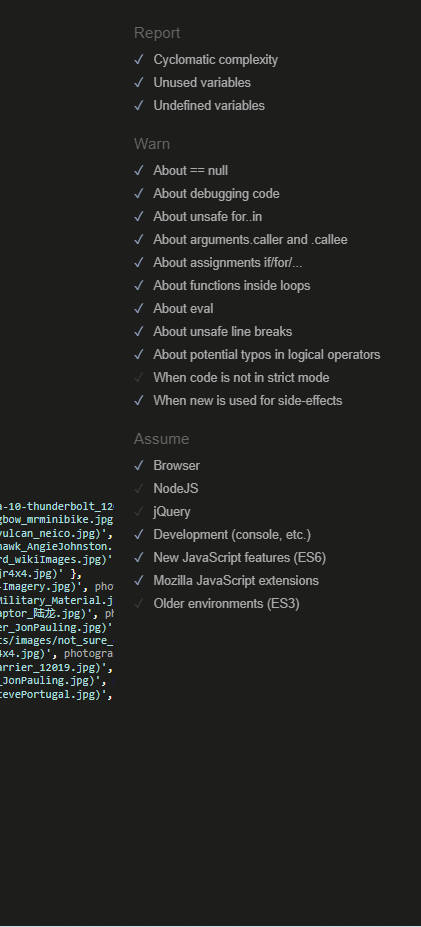 Report
Cyclomatic complexity
Unused variables
Undefined variables
Warn
About == null
About debugging code
About unsafe for..in
About arguments.caller and .callee
About assignments if/for/...
About functions inside loops
About eval
About unsafe line breaks
About potential typos in logical operators
When code is not in strict mode
When new is used for side-effects
Assume
Browser
NodeJS
jQuery
Development (console, etc.)
New JavaScript features (ES6)
Mozilla JavaScript extensions
Older environments (ES3)
a-10-thunderbolt_12
gbow_mrminibike.jpg
vulcan_neico.jpg)',
hawk_AngieJohnston.
rd_wikiImages.jpg)'
jr4x4.jpg)' },
-Imagery.jpg)', phot
Military_Material.j
aptor_陆龙.jpg)', ph
er_JonPauling.jpg)'
ts/images/not_sure_
4x4.jpg)', photogra
arrier_12019.jpg)',
_JonPauling.jpg)',
tevePortugal.jpg)',